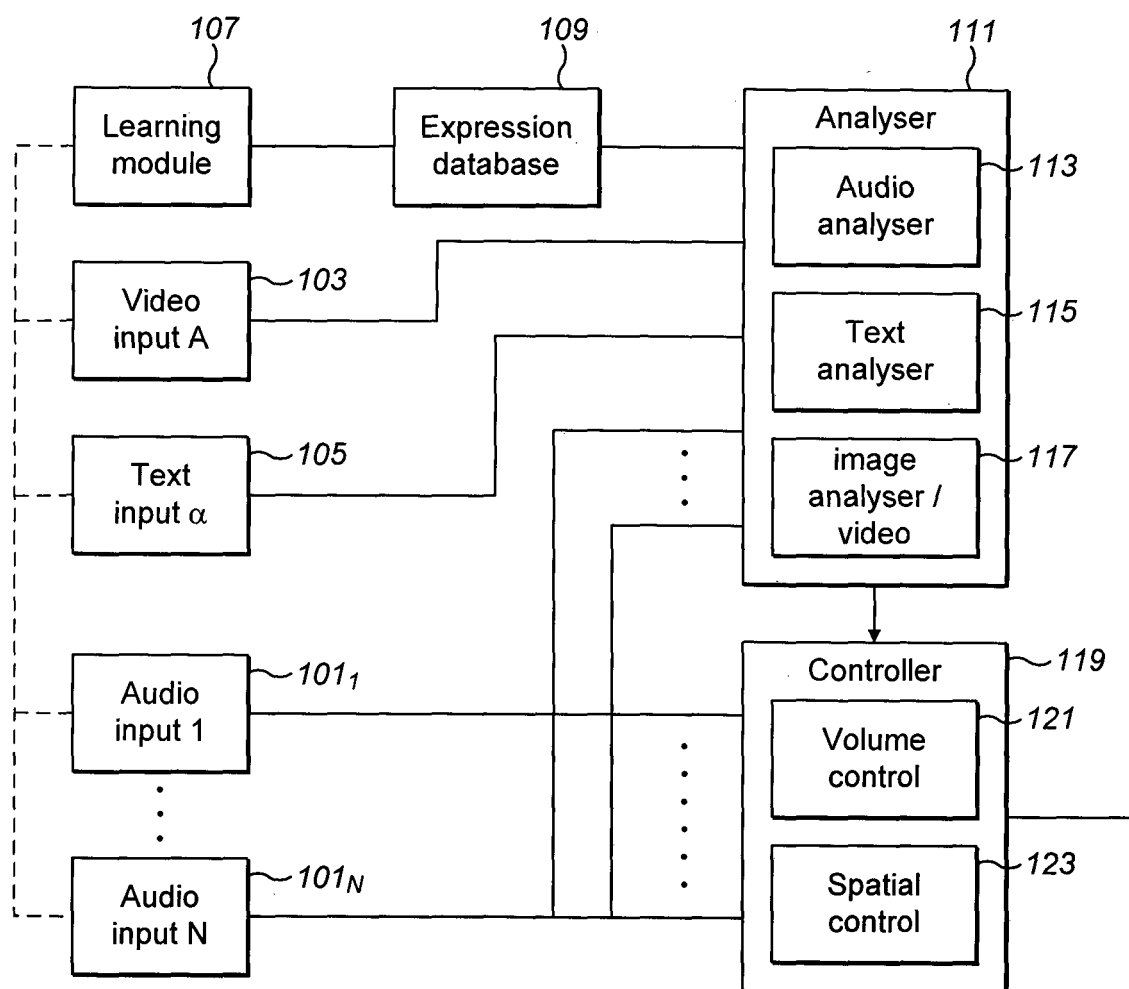 107
109
111
Learning
module
Expression
database
Analyser
113
Audio
analyser
103
Video
input A
115
Text
analyser
105
Text
input α
117
image
analyser /
video
101₁
Audio
input 1
119
Controller
121
Volume
control
101N
Audio
input N
123
Spatial
control